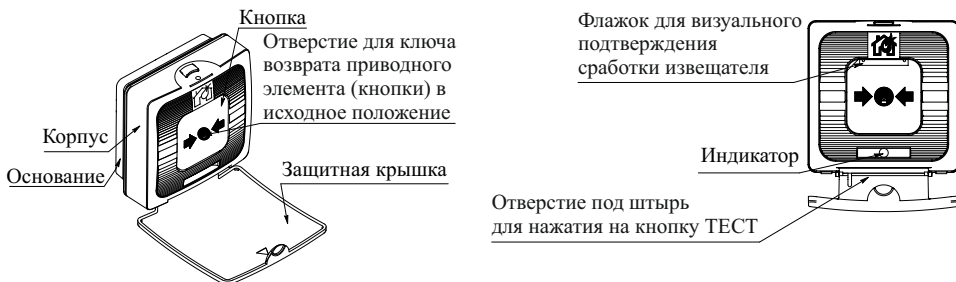 Кнопка
Отверстие для ключа
возврата приводного
элемента (кнопки) в
исходное положение
Корпус
Основание
Защитная крышка
Флажок для визуального
подтверждения
сработки извещателя
Индикатор
Отверстие под штырь
для нажатия на кнопку ТЕСТ